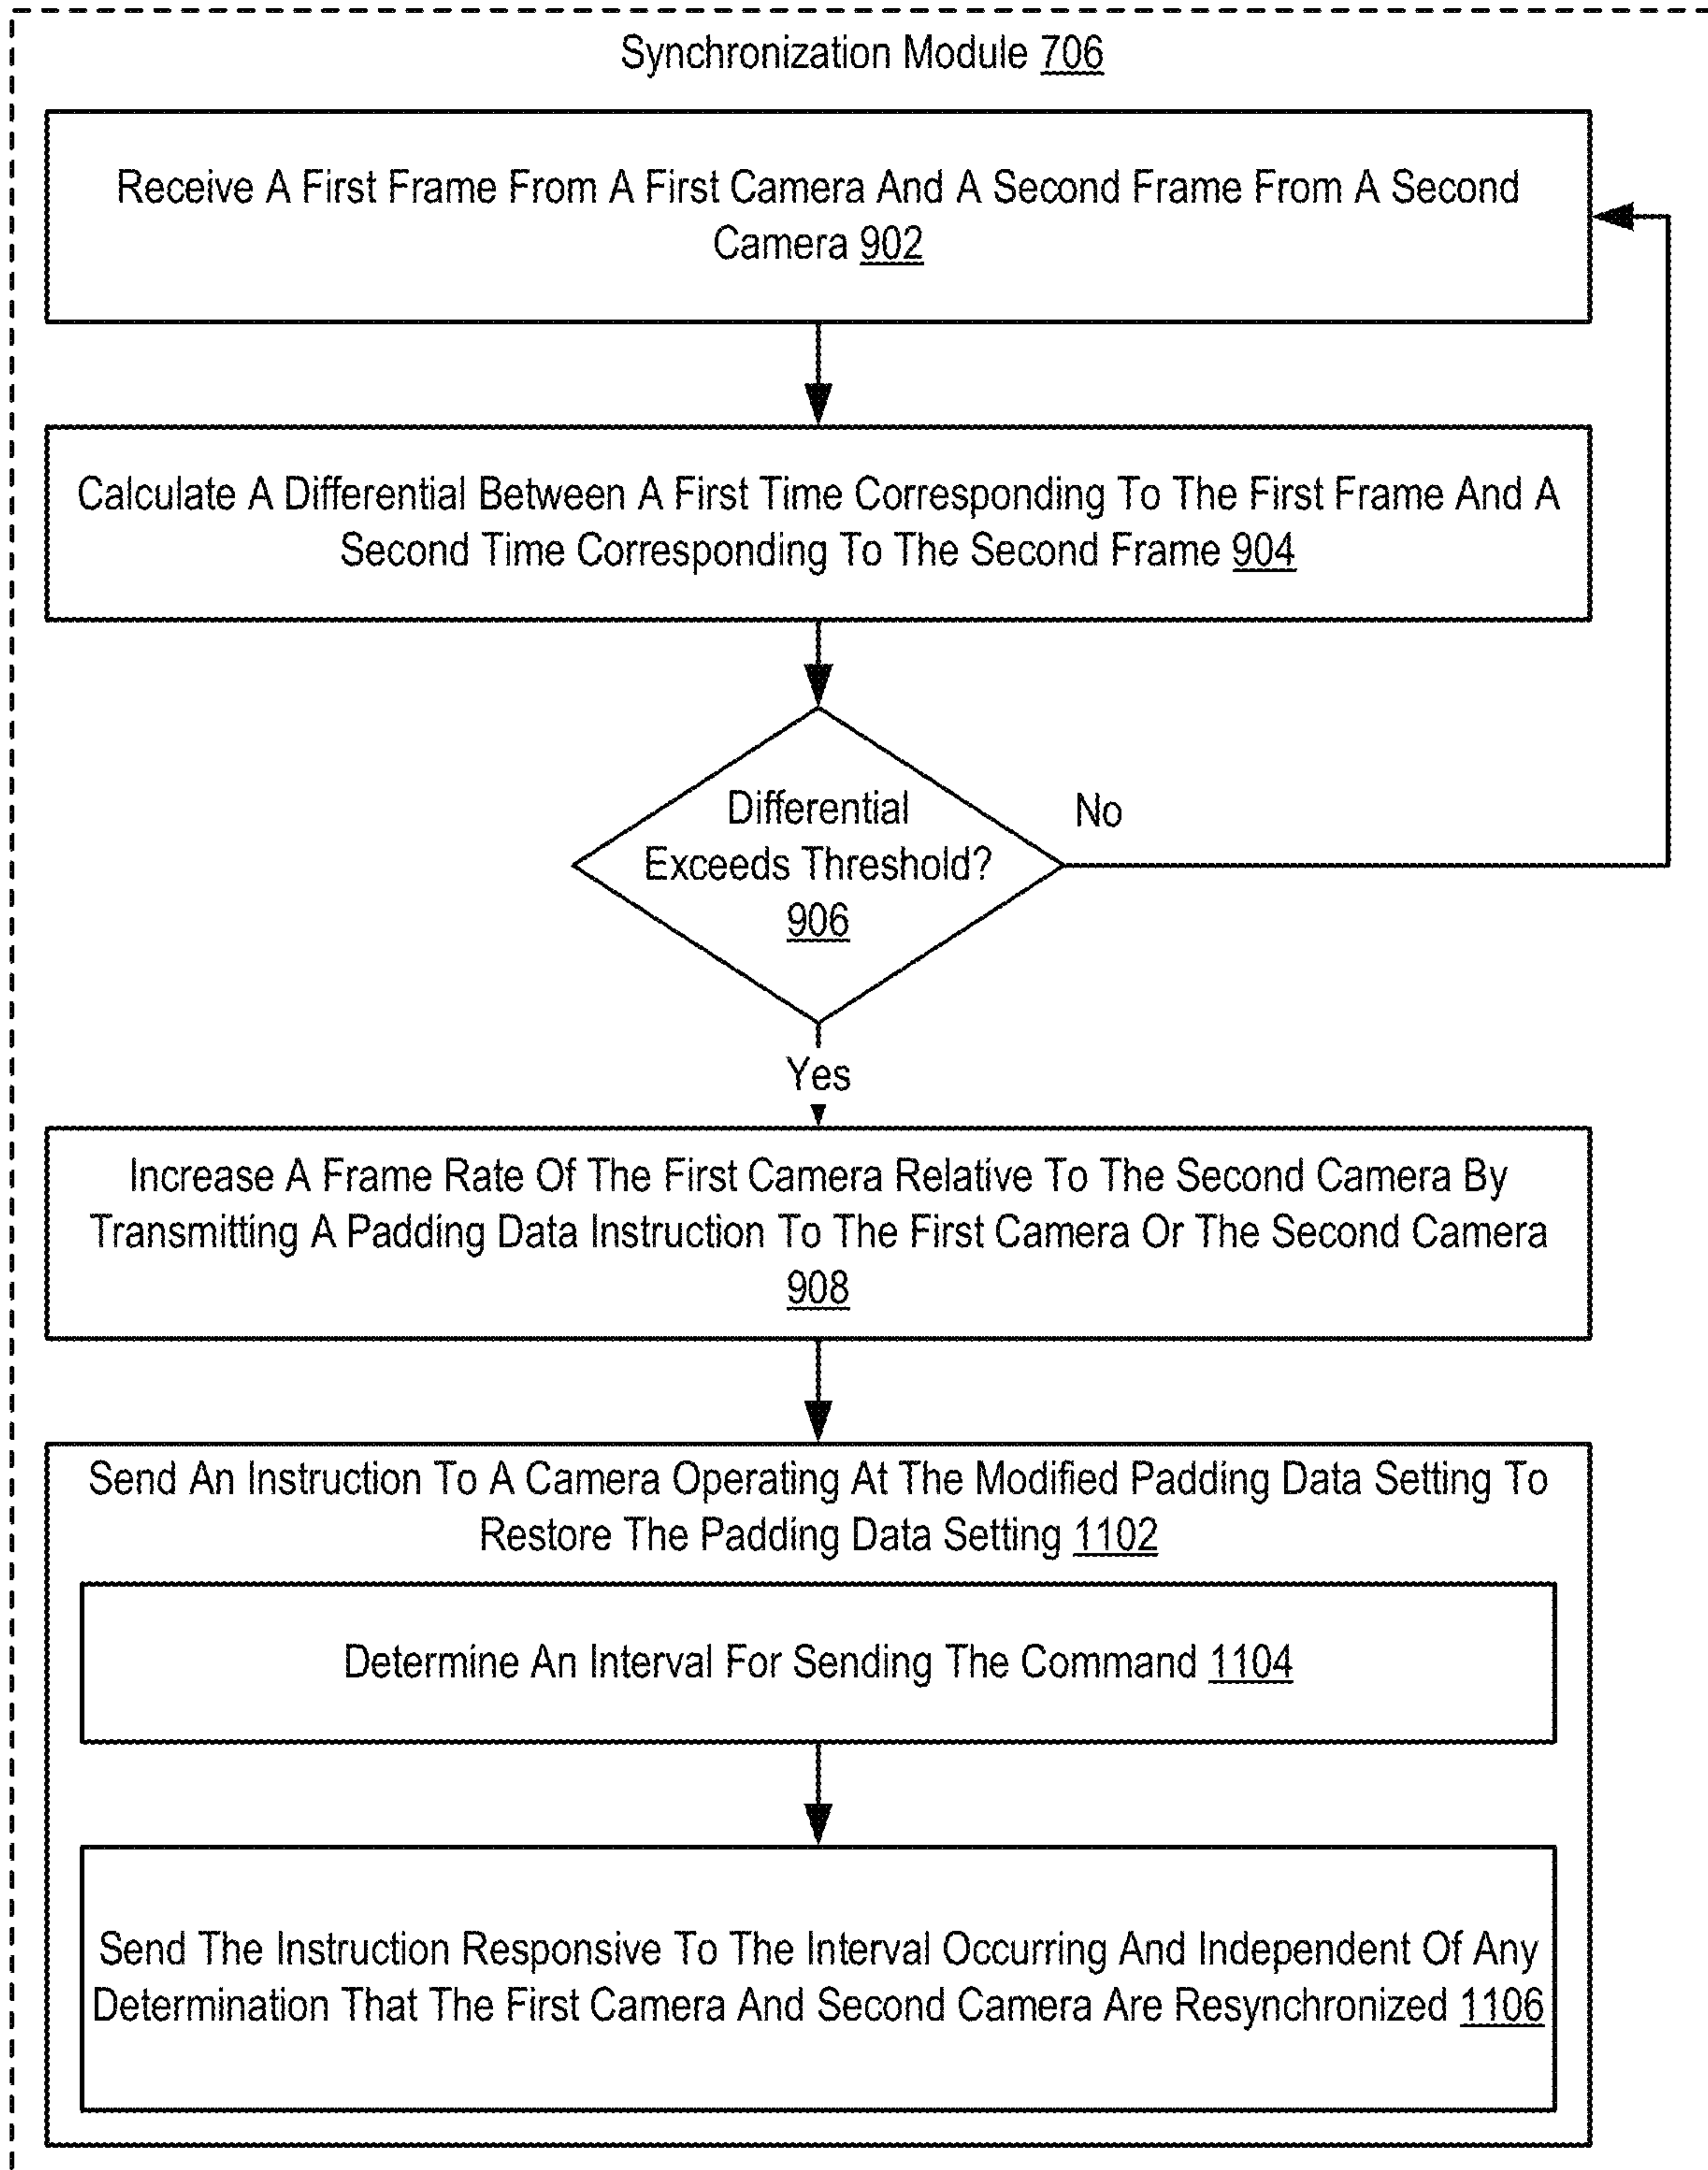 Synchronization Module 706
Receive A First Frame From A First Camera And A Second Frame From A Second
Camera 902
Calculate A Differential Between A First Time Corresponding To The First Frame And A
Second Time Corresponding To The Second Frame 904
Differential
Exceeds Threshold?
906
No
Yes
Increase A Frame Rate Of The First Camera Relative To The Second Camera By
Transmitting A Padding Data Instruction To The First Camera Or The Second Camera
908
Send An Instruction To A Camera Operating At The Modified Padding Data Setting To
Restore The Padding Data Setting 1102
Determine An Interval For Sending The Command 1104
Send The Instruction Responsive To The Interval Occurring And Independent Of Any
Determination That The First Camera And Second Camera Are Resynchronized 1106